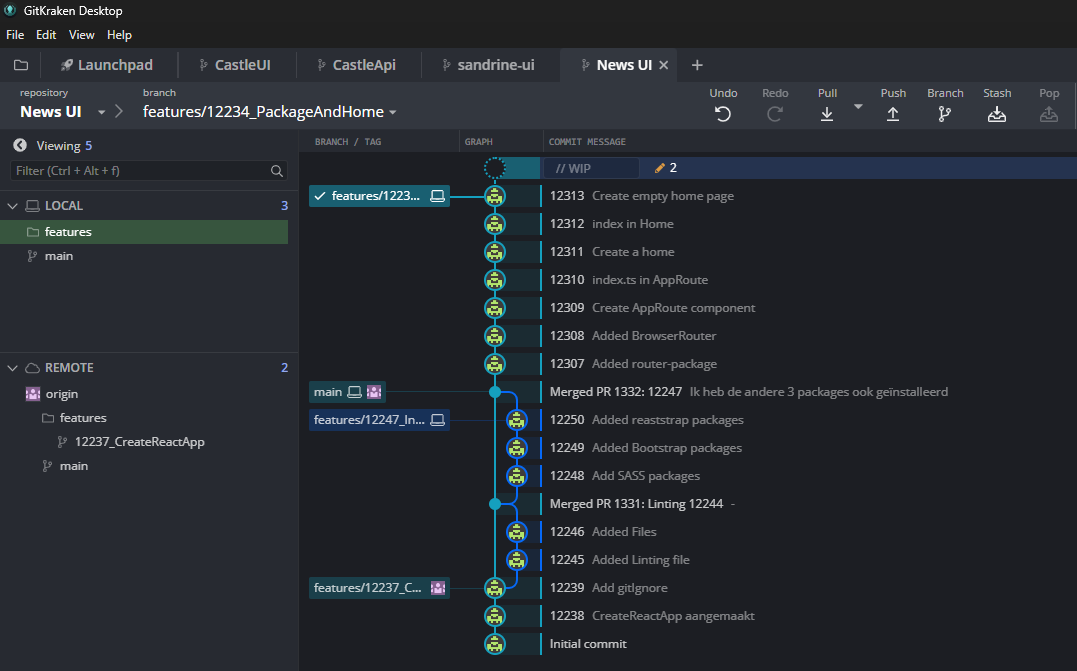 GitKraken Desktop
File Edit View Help
Launchpad CastleUI CastleApi sandrine-ui News UI
repository branch
News UI features/12234_PackageAndHome
Undo Redo Pull Push Branch Stash Pop
Viewing 5
Filter (Ctrl + Alt + f)
LOCAL 3
features
main
REMOTE 2
origin
features
12237_CreateReactApp
main
BRANCH / TAG GRAPH COMMIT MESSAGE
// WIP 2
features/1223... 12313 Create empty home page
12312 index in Home
12311 Create a home
12310 index.ts in AppRoute
12309 Create AppRoute component
12308 Added BrowserRouter
12307 Added router-package
main Merged PR 1332: 12247 Ik heb de andere 3 packages ook geïnstalleerd
features/12247_In... 12250 Added reaststrap packages
12249 Added Bootstrap packages
12248 Add SASS packages
Merged PR 1331: Linting 12244 -
12246 Added Files
12245 Added Linting file
features/12237_C... 12239 Add gitIgnore
12238 CreateReactApp aangemaakt
Initial commit